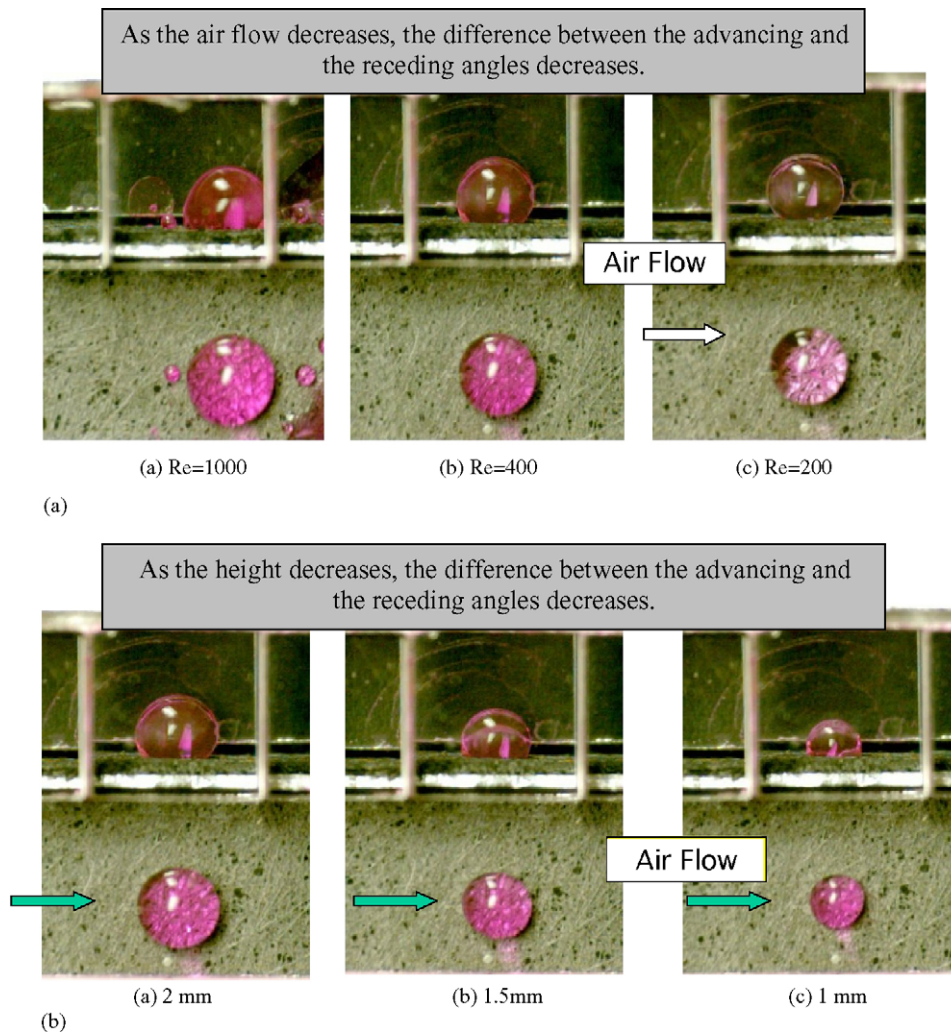 As the air flow decreases, the difference between the advancing and
the receding angles decreases.
Air Flow
(a) Re=1000
(b) Re=400
(c) Re=200
(a)
As the height decreases, the difference between the advancing and
the receding angles decreases.
Air Flow
(a) 2 mm
(b) 1.5mm
(c) 1 mm
(b)